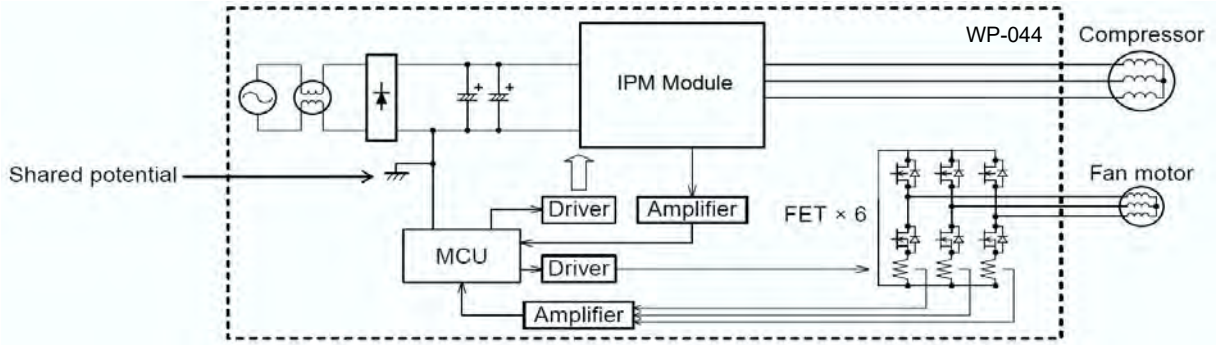 WP-044
Compressor
IPM Module
Fan motor
Shared potential
Driver
Amplifier
FET × 6
MCU
Driver
Amplifier
+
+